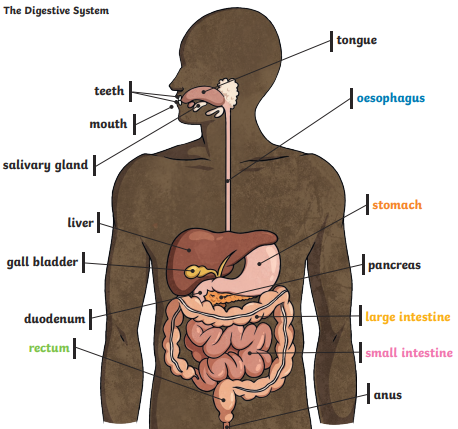 The Digestive System
tongue
teeth
oesophagus
mouth
salivary gland
stomach
liver
gall bladder
pancreas
duodenum
large intestine
rectum
small intestine
anus